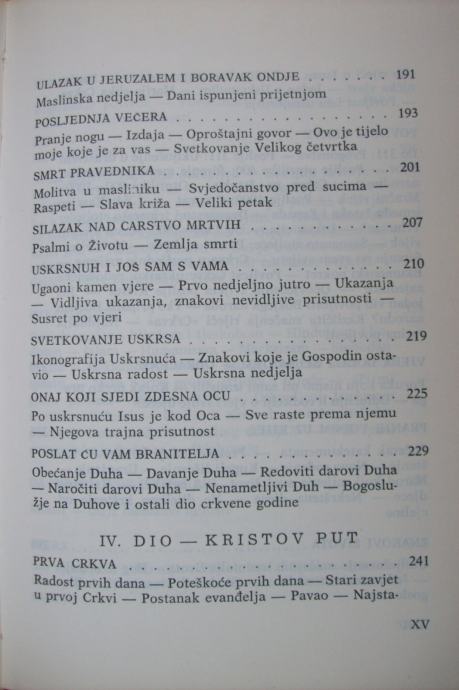 ULAZAK U JERUZALEM I BORAVAK ONDJE . . . . . . . 191
Maslinska nedjelja — Dani ispunjeni prijetnjom
POSLJEDNJA VEČERA . . . . . . . . . . . . . . . . 193
Pranje nogu — Izdaja — Oproštajni govor — Ovo je tijelo
moje koje je za vas — Svetkovanje Velikog četvrtka
SMRT PRAVEDNIKA . . . . . . . . . . . . . . . . . 201
Molitva u masliniku — Svjedočanstvo pred sucima —
Raspeti — Slava križa — Veliki petak
SILAZAK NAD CARSTVO MRTVIH . . . . . . . . . . . 207
Psalmi o Životu — Zemlja smrti
USKRSNUH I JOŠ SAM S VAMA . . . . . . . . . . . . 210
Ugaoni kamen vjere — Prvo nedjeljno jutro — Ukazanja
— Vidljiva ukazanja, znakovi nevidljive prisutnosti —
Susret po vjeri
SVETKOVANJE USKRSA . . . . . . . . . . . . . . . 219
Ikonografija Uskrsnuća — Znakovi koje je Gospodin osta-
vio — Uskrsna radost — Uskrsna nedjelja
ONAJ KOJI SJEDI ZDESNA OCU . . . . . . . . . . . 225
Po uskrsnuću Isus je kod Oca — Sve raste prema njemu
— Njegova trajna prisutnost
POSLAT ĆU VAM BRANITELJA . . . . . . . . . . . . 229
Obećanje Duha — Davanje Duha — Redoviti darovi Duha
— Naročiti darovi Duha — Nenametljivi Duh — Bogoslu-
žje na Duhove i ostali dio crkvene godine
IV. DIO — KRISTOV PUT
PRVA CRKVA . . . . . . . . . . . . . . . . . . . 241
Radost prvih dana — Poteškoće prvih dana — Stari zavjet
u prvoj Crkvi — Postanak evanđelja — Pavao — Najsta-
XV